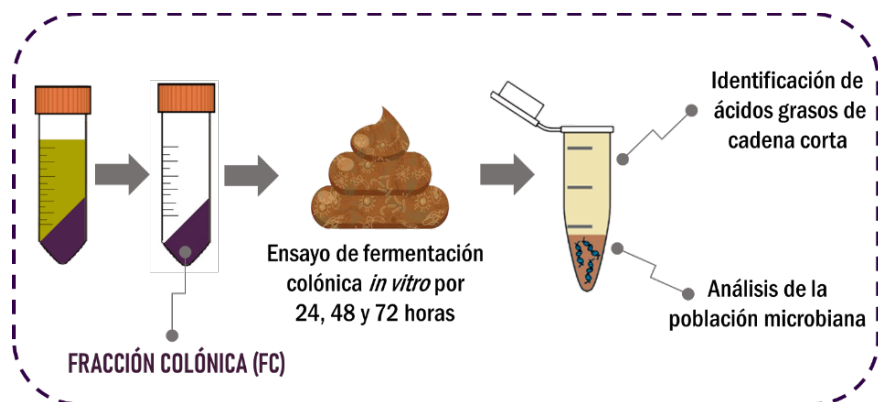 Identificación de
ácidos grasos de
cadena corta
Ensayo de fermentación
colónica in vitro por
24, 48 y 72 horas
Análisis de la
población microbiana
FRACCIÓN COLÓNICA (FC)